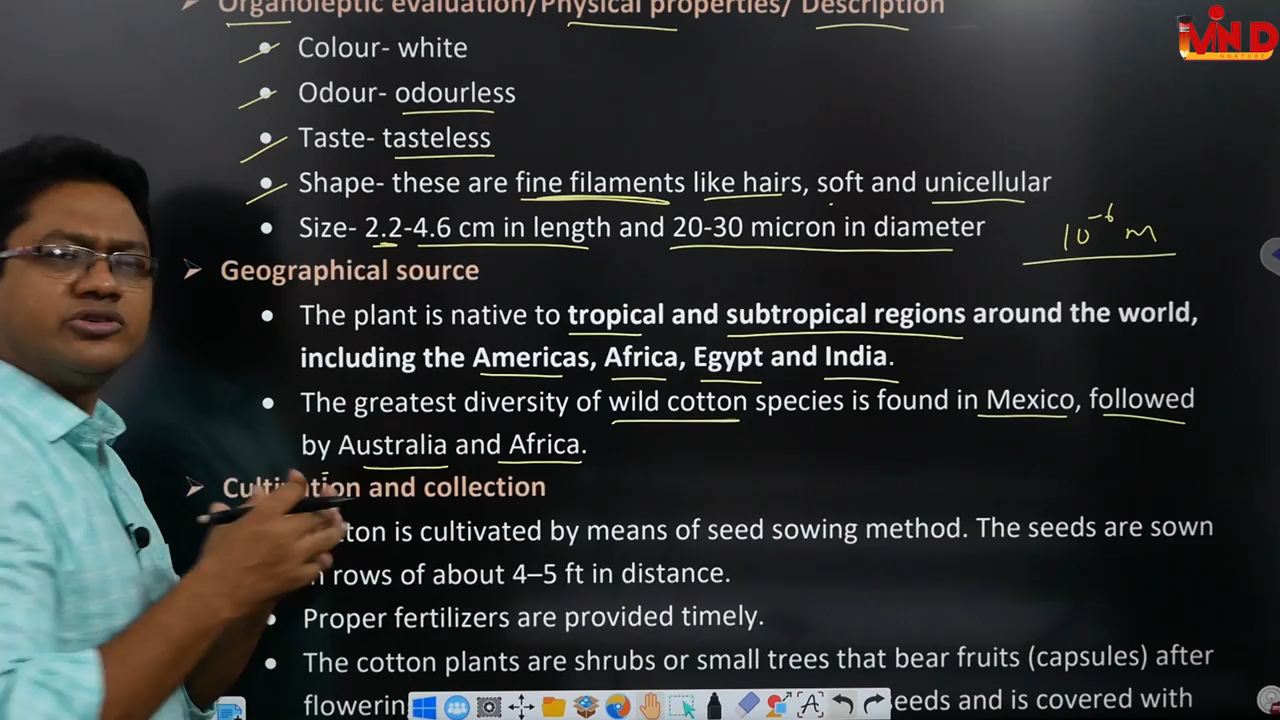 Organoleptic evaluation/Physical properties/ Description
Colour- white
Odour- odourless
Taste- tasteless
Shape- these are fine filaments like hairs, soft and unicellular
Size- 2.2-4.6 cm in length and 20-30 micron in diameter
10⁻⁶ m
Geographical source
The plant is native to tropical and subtropical regions around the world,
including the Americas, Africa, Egypt and India.
The greatest diversity of wild cotton species is found in Mexico, followed
by Australia and Africa.
Cultivation and collection
tton is cultivated by means of seed sowing method. The seeds are sown
rows of about 4–5 ft in distance.
Proper fertilizers are provided timely.
The cotton plants are shrubs or small trees that bear fruits (capsules) after
flowerin
eeds and is covered with
MIND
NURTURE